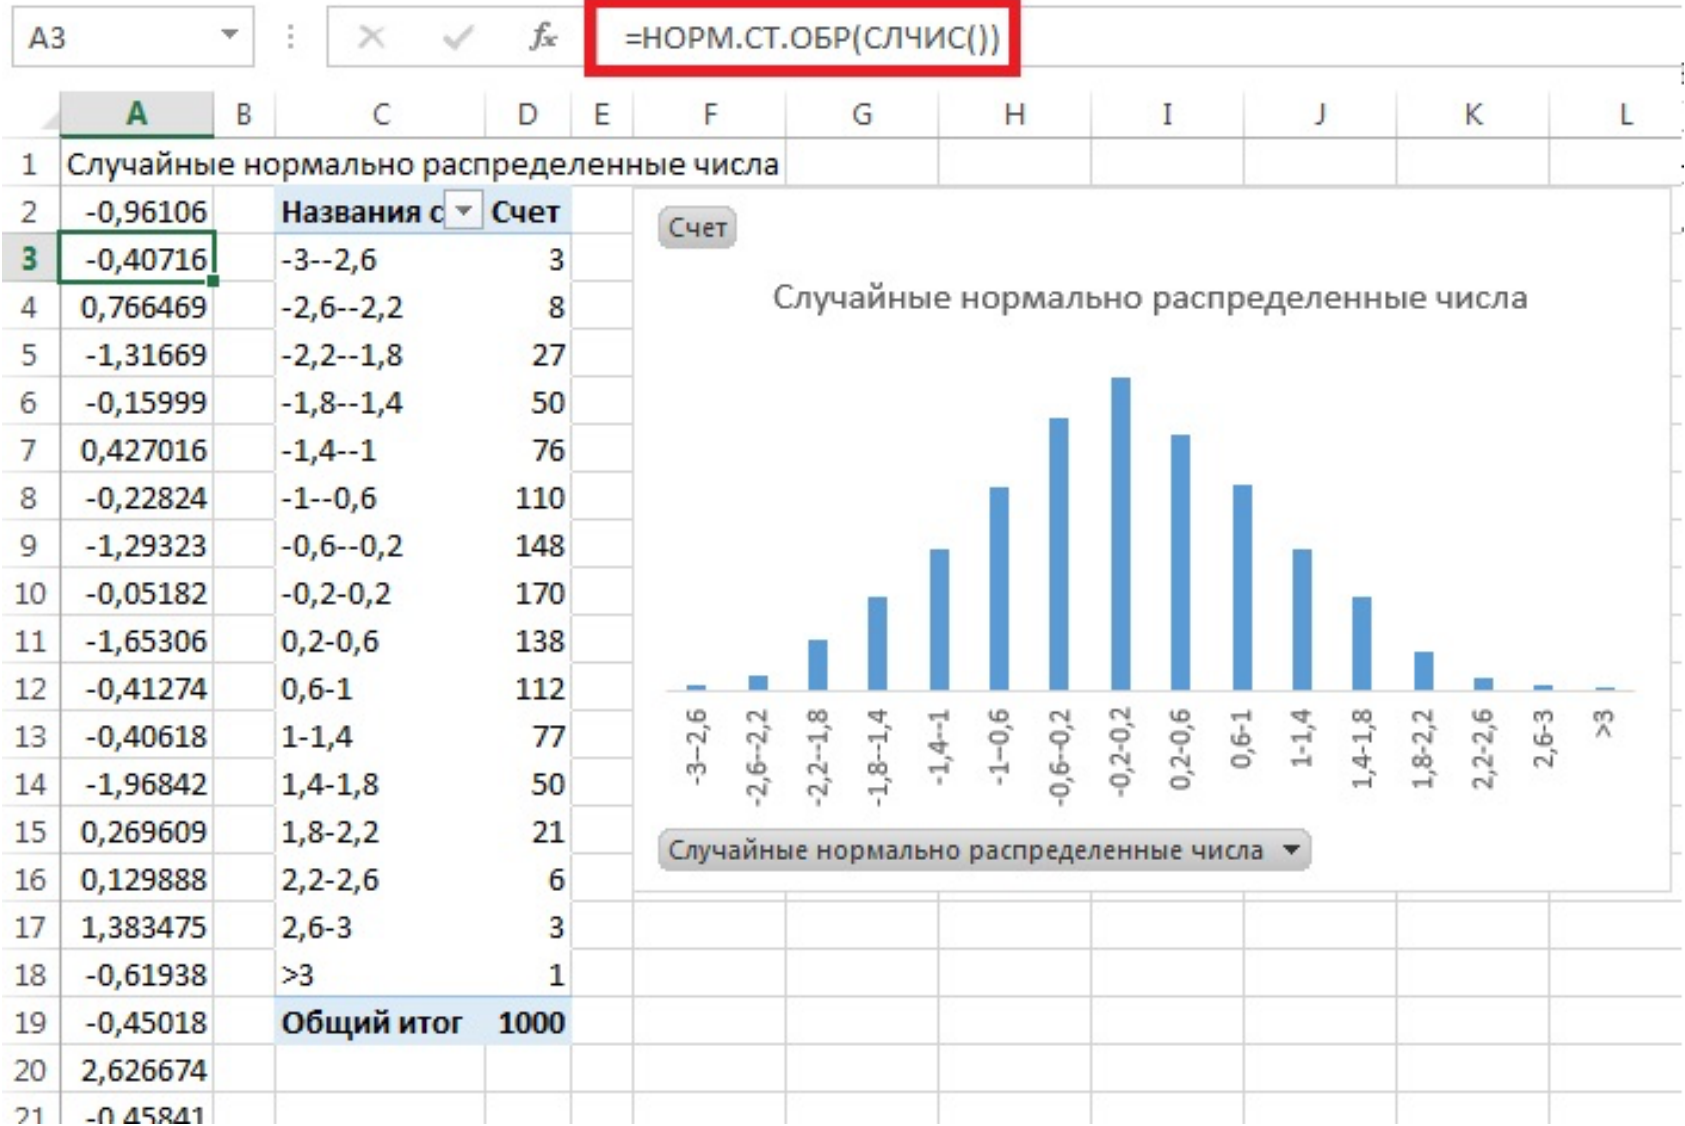 A3 fx =НОРМ.СТ.ОБР(СЛЧИС())
A B C D E F G H I J K L
1 Случайные нормально распределенные числа
2 -0,96106 Названия с Счет
3 -0,40716 -3--2,6 3
4 0,766469 -2,6--2,2 8
5 -1,31669 -2,2--1,8 27
6 -0,15999 -1,8--1,4 50
7 0,427016 -1,4--1 76
8 -0,22824 -1--0,6 110
9 -1,29323 -0,6--0,2 148
10 -0,05182 -0,2-0,2 170
11 -1,65306 0,2-0,6 138
12 -0,41274 0,6-1 112
13 -0,40618 1-1,4 77
14 -1,96842 1,4-1,8 50
15 0,269609 1,8-2,2 21
16 0,129888 2,2-2,6 6
17 1,383475 2,6-3 3
18 -0,61938 >3 1
19 -0,45018 Общий итог 1000
20 2,626674
21 -0,45841
Счет
Случайные нормально распределенные числа
-3--2,6 -2,6--2,2 -2,2--1,8 -1,8--1,4 -1,4--1 -1--0,6 -0,6--0,2 -0,2-0,2 0,2-0,6 0,6-1 1-1,4 1,4-1,8 1,8-2,2 2,2-2,6 2,6-3 >3
Случайные нормально распределенные числа